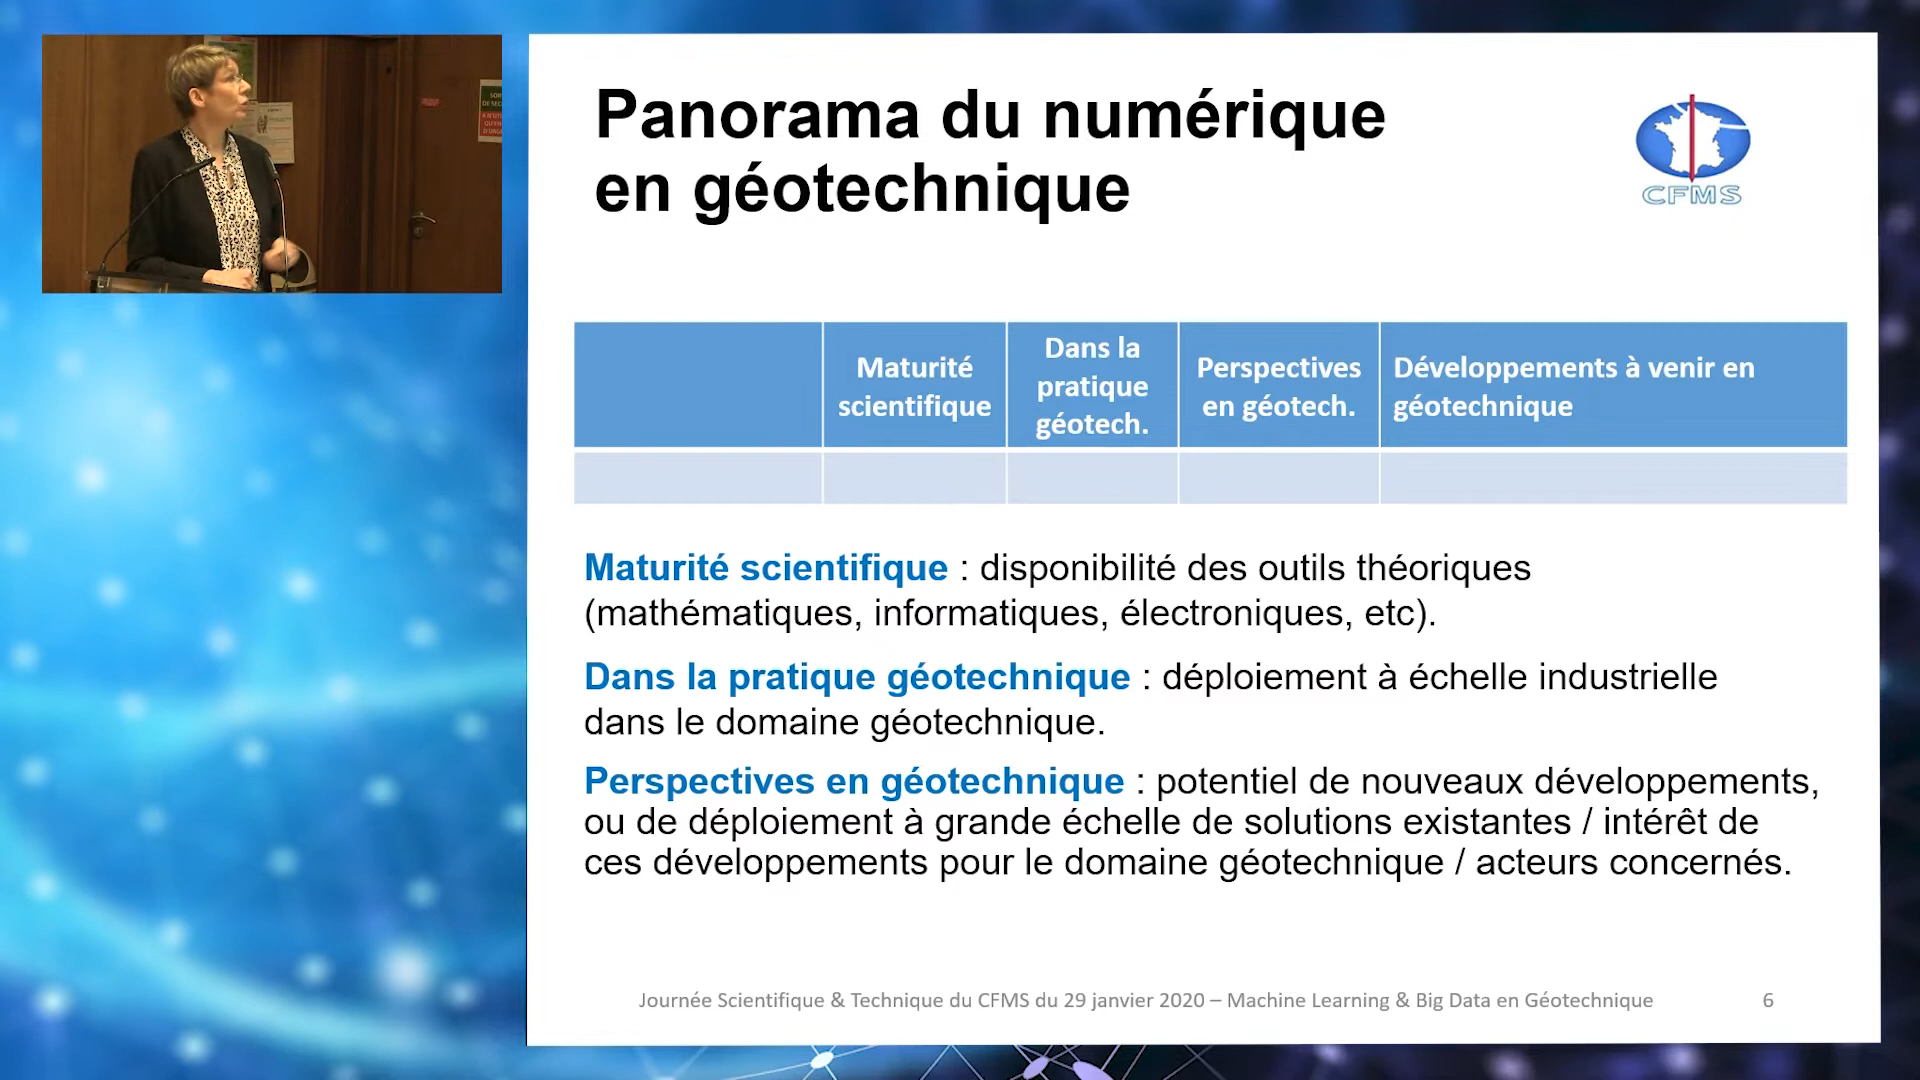 Panorama du numérique
en géotechnique
CFMS
Maturité
scientifique
Dans la
pratique
géotech.
Perspectives
en géotech.
Développements à venir en
géotechnique
Maturité scientifique : disponibilité des outils théoriques
(mathématiques, informatiques, électroniques, etc).
Dans la pratique géotechnique : déploiement à échelle industrielle
dans le domaine géotechnique.
Perspectives en géotechnique : potentiel de nouveaux développements,
ou de déploiement à grande échelle de solutions existantes / intérêt de
ces développements pour le domaine géotechnique / acteurs concernés.
Journée Scientifique & Technique du CFMS du 29 janvier 2020 – Machine Learning & Big Data en Géotechnique
6